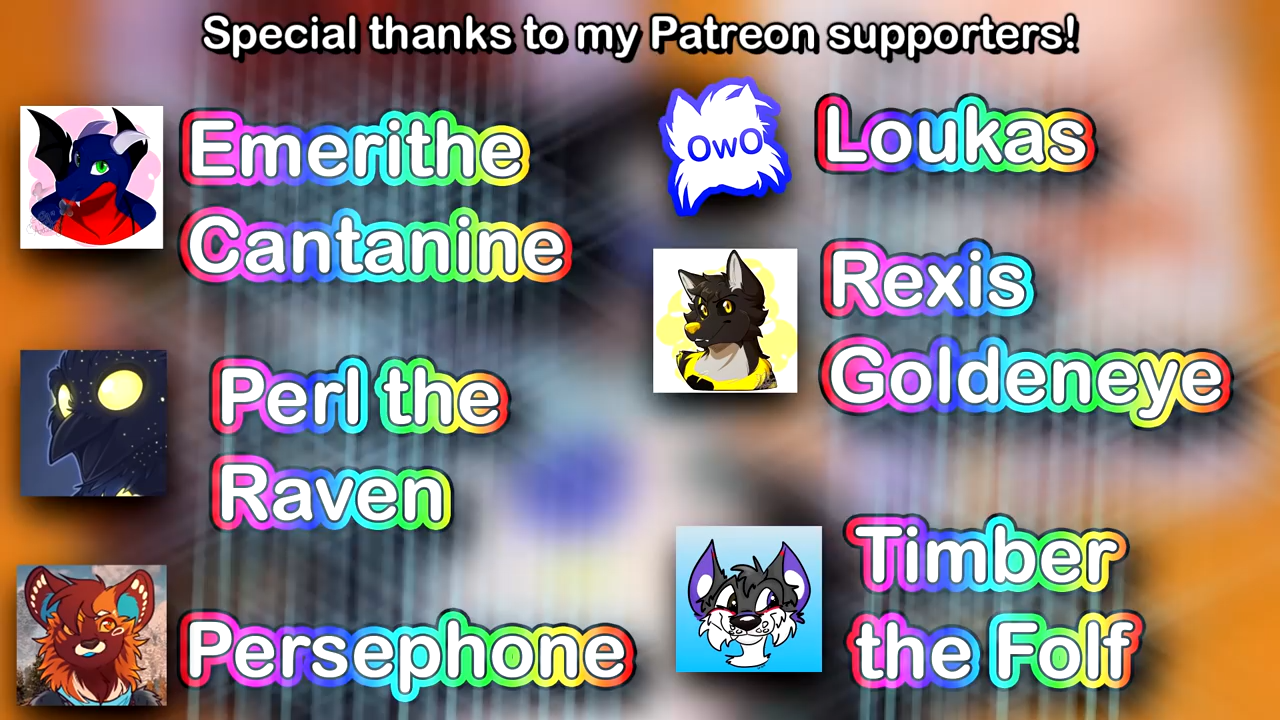 Special thanks to my Patreon supporters!
Emerithe
Cantanine
Perl the
Raven
Persephone
OwO
Loukas
Rexis
Goldeneye
Timber
the Folf